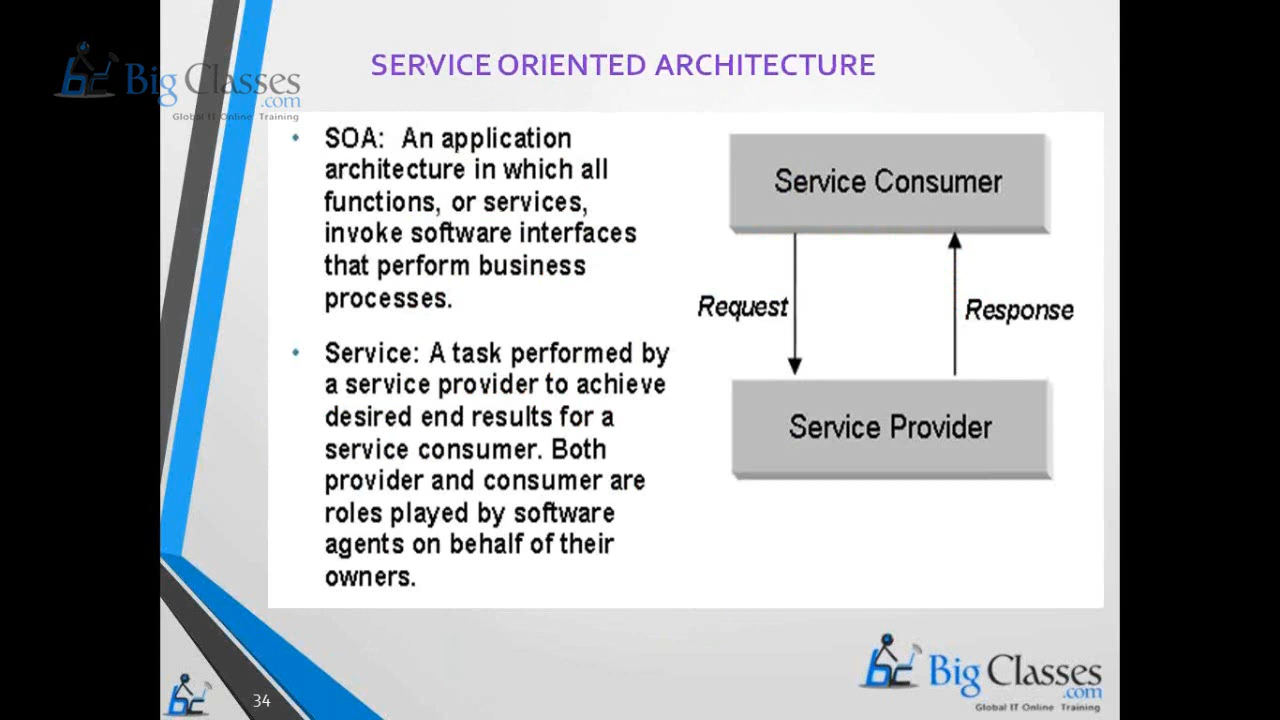 SERVICE ORIENTED ARCHITECTURE
Big Classes
.com
Global IT Online Training
• SOA: An application
architecture in which all
functions, or services,
invoke software interfaces
that perform business
processes.
• Service: A task performed by
a service provider to achieve
desired end results for a
service consumer. Both
provider and consumer are
roles played by software
agents on behalf of their
owners.
Service Consumer
Request
Response
Service Provider
34
Big Classes
.com
Global IT Online Training